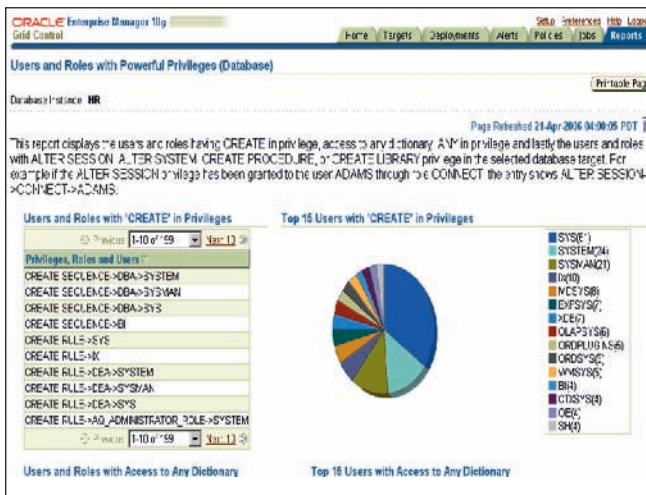 ORACLE Enterprise Manager 10g
Grid Control
Setup Preferences Help Logout
Home Targets Deployments Alerts Policies Jobs Reports
Users and Roles with Powerful Privileges (Database)
Printable Page
Database Instance HR
Page Refreshed 21-Apr-2006 04:00:05 PDT
This report displays the users and roles having CREATE in privilege, access to any dictionary, ANY in privilege and lastly the users and roles
with ALTER SESSION, ALTER SYSTEM, CREATE PROCEDURE, or CREATE LIBRARY privilege in the selected database target. For
example if the ALTER SESSION privilege has been granted to the user ADAMS through role CONNECT, the entry shows ALTER SESSION-
>CONNECT->ADAMS.
Users and Roles with 'CREATE' in Privileges
Previous 1-10 of 199 Next 10
Privileges, Roles and Users
CREATE SEQUENCE->DBA->SYSTEM
CREATE SEQUENCE->DBA->SYSMAN
CREATE SEQUENCE->DBA->SYS
CREATE SEQUENCE->BI
CREATE RULE->SYS
CREATE RULE->IX
CREATE RULE->DBA->SYSTEM
CREATE RULE->DBA->SYSMAN
CREATE RULE->DBA->SYS
CREATE RULE->AQ_ADMINISTRATOR_ROLE->SYSTEM
Previous 1-10 of 199 Next 10
Top 15 Users with 'CREATE' in Privileges
SYSTEM(24)
SYSMAN(21)
IX(10)
MDSYS(8)
EXFSYS(7)
XDB(7)
OLAPSYS(6)
ORDPLUGINS(5)
ORDSYS(5)
WMSYS(5)
BI(4)
CTXSYS(4)
OE(4)
SH(4)
Users and Roles with Access to Any Dictionary
Top 15 Users with Access to Any Dictionary